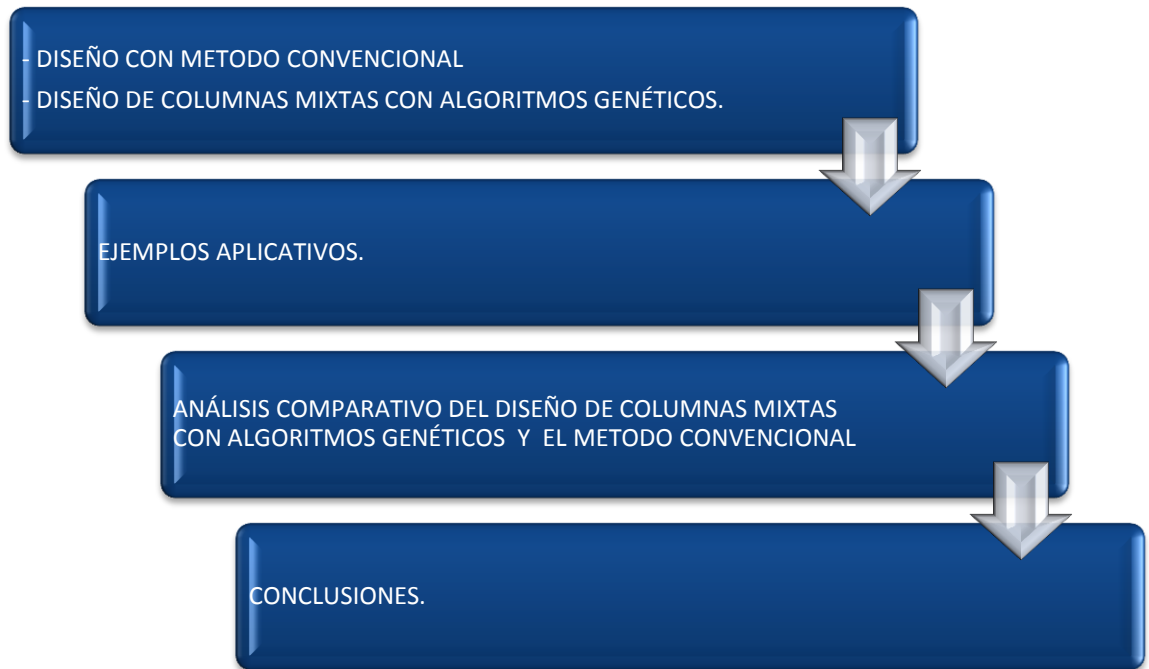 - DISEÑO CON METODO CONVENCIONAL
- DISEÑO DE COLUMNAS MIXTAS CON ALGORITMOS GENÉTICOS.
EJEMPLOS APLICATIVOS.
ANÁLISIS COMPARATIVO DEL DISEÑO DE COLUMNAS MIXTAS
CON ALGORITMOS GENÉTICOS Y EL METODO CONVENCIONAL
CONCLUSIONES.